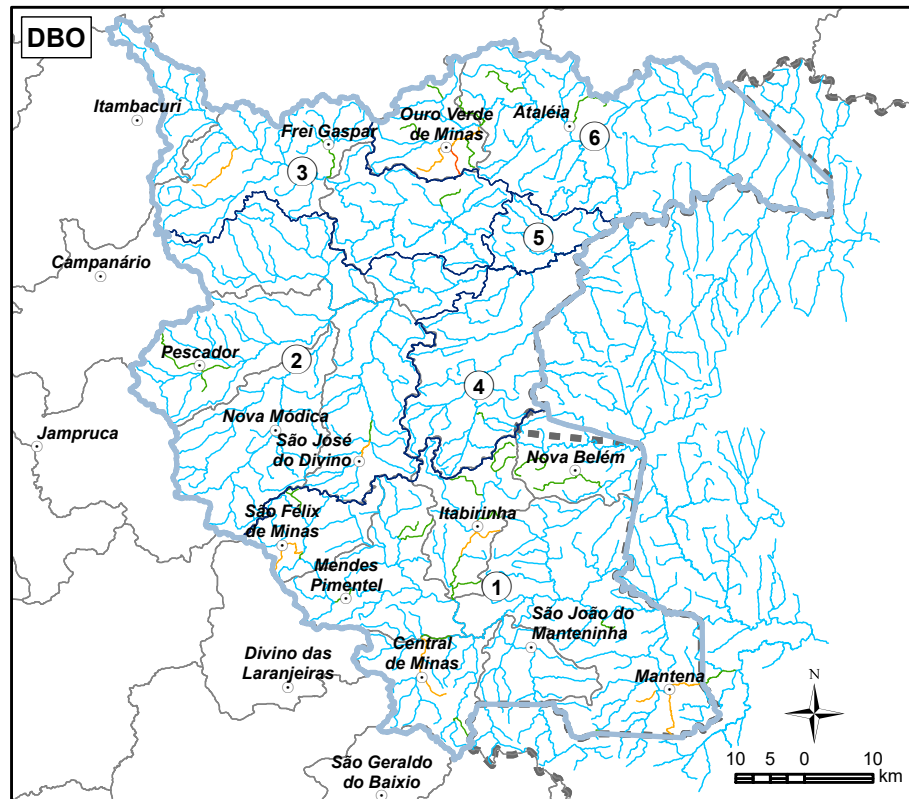 DBO
Itambacuri
Frei Gaspar
Ouro Verde
de Minas
Ataléia
6
3
5
Campanário
Pescador
2
4
Nova Módica
Jampruca
São José
do Divino
Nova Belém
São Félix
de Minas
Itabirinha
Mendes
Pimentel
1
São João do
Manteninha
Divino das
Laranjeiras
Central
de Minas
Mantena
N
São Geraldo
do Baixio
10 5 0 10
km